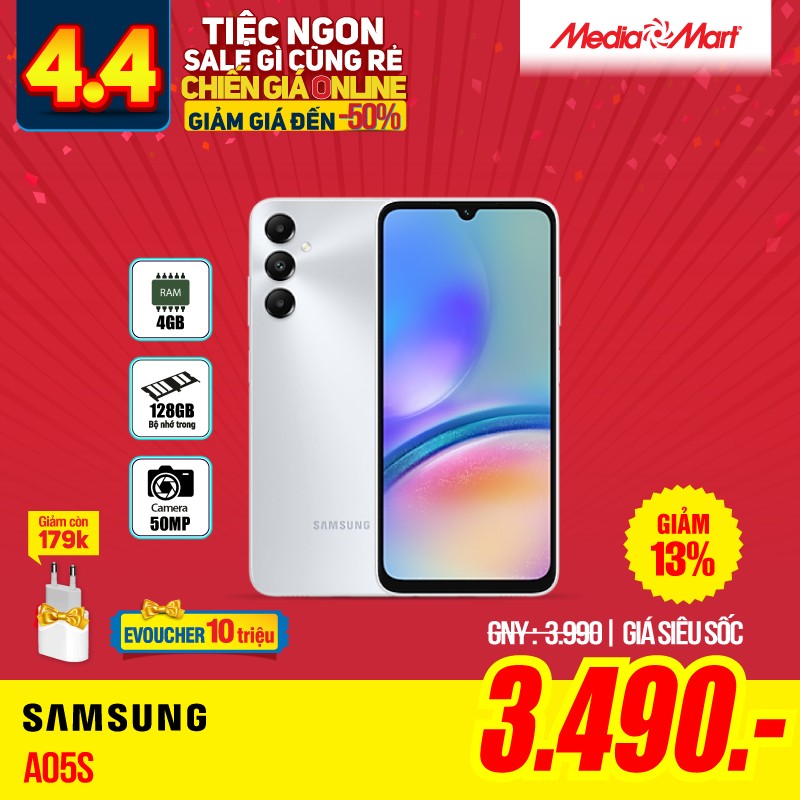 4.4
TIỆC NGON
SALE GÌ CŨNG RẺ
CHIẾN GIÁ ONLINE
GIẢM GIÁ ĐẾN -50%
Media Mart
RAM
4GB
128GB
Bộ nhớ trong
Camera
50MP
SAMSUNG
Giảm còn
179k
EVOUCHER 10 triệu
GIẢM
13%
GNY : 3.990 | GIÁ SIÊU SỐC
3.490.-
SAMSUNG
A05S